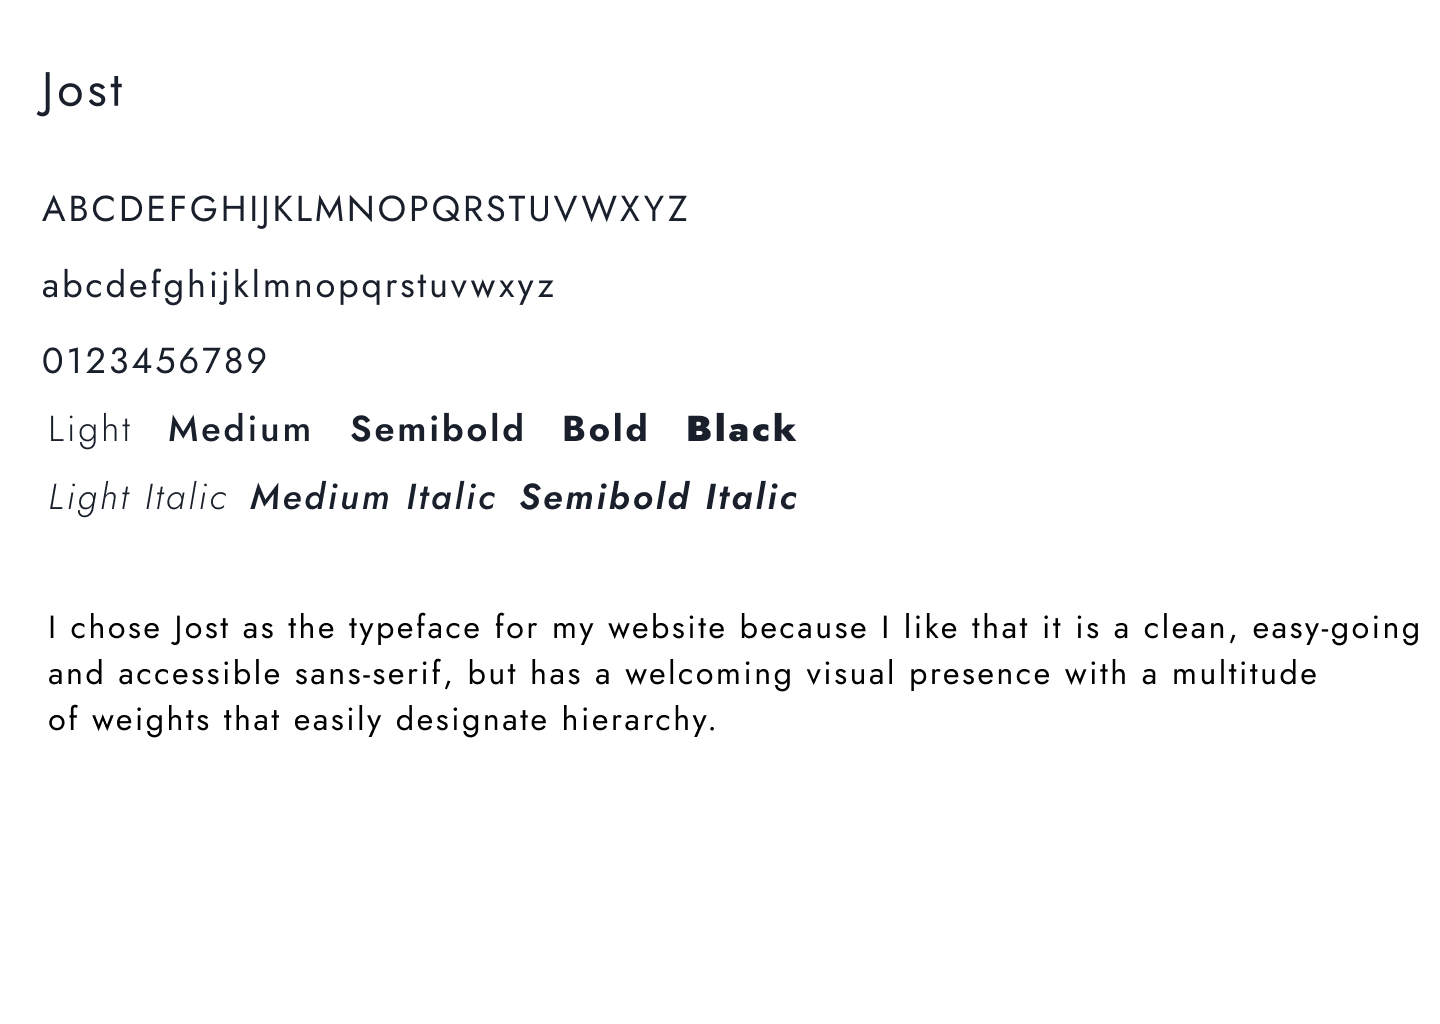 Jost
ABCDEFGHIJKLMNOPQRSTUVWXYZ
abcdefghijklmnopqrstuvwxyz
0123456789
Light Medium Semibold Bold Black
Light Italic Medium Italic Semibold Italic
I chose Jost as the typeface for my website because I like that it is a clean, easy-going
and accessible sans-serif, but has a welcoming visual presence with a multitude
of weights that easily designate hierarchy.